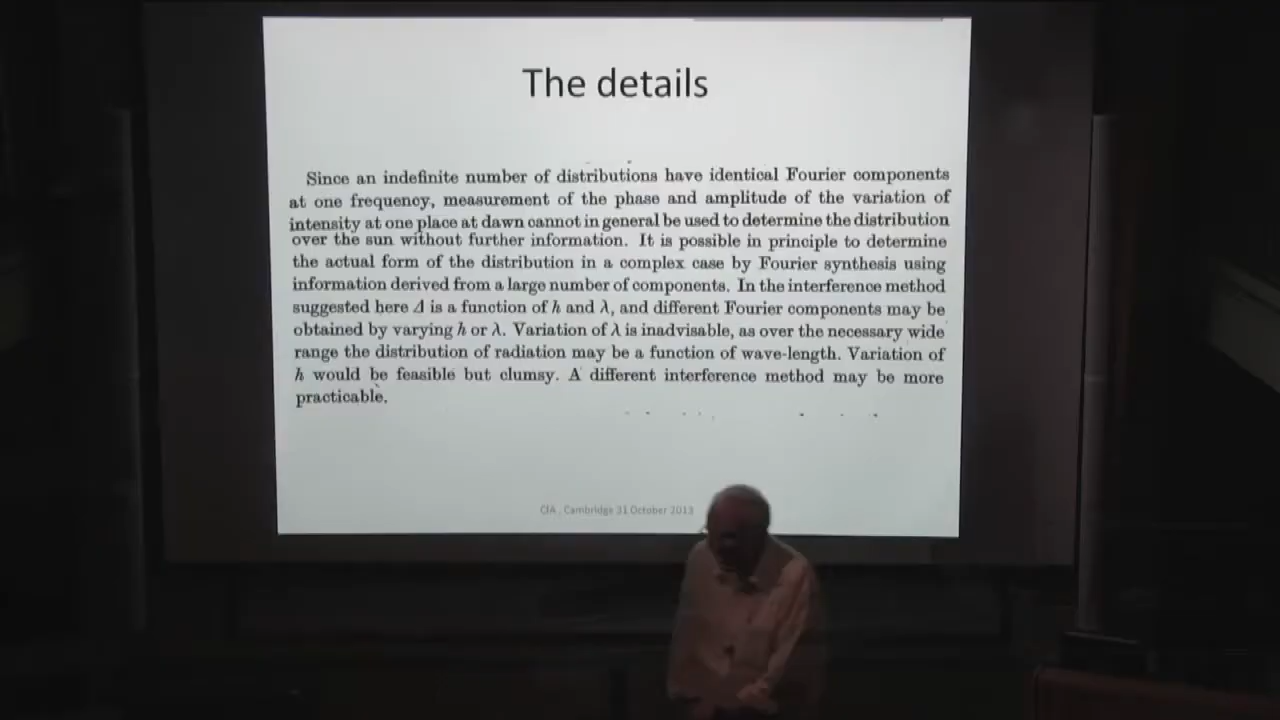 The details
Since an indefinite number of distributions have identical Fourier components
at one frequency, measurement of the phase and amplitude of the variation of
intensity at one place at dawn cannot in general be used to determine the distribution
over the sun without further information. It is possible in principle to determine
the actual form of the distribution in a complex case by Fourier synthesis using
information derived from a large number of components. In the interference method
suggested here Δ is a function of h and λ, and different Fourier components may be
obtained by varying h or λ. Variation of λ is inadvisable, as over the necessary wide
range the distribution of radiation may be a function of wave-length. Variation of
h would be feasible but clumsy. A different interference method may be more
practicable.
CIA , Cambridge 31 October 2013